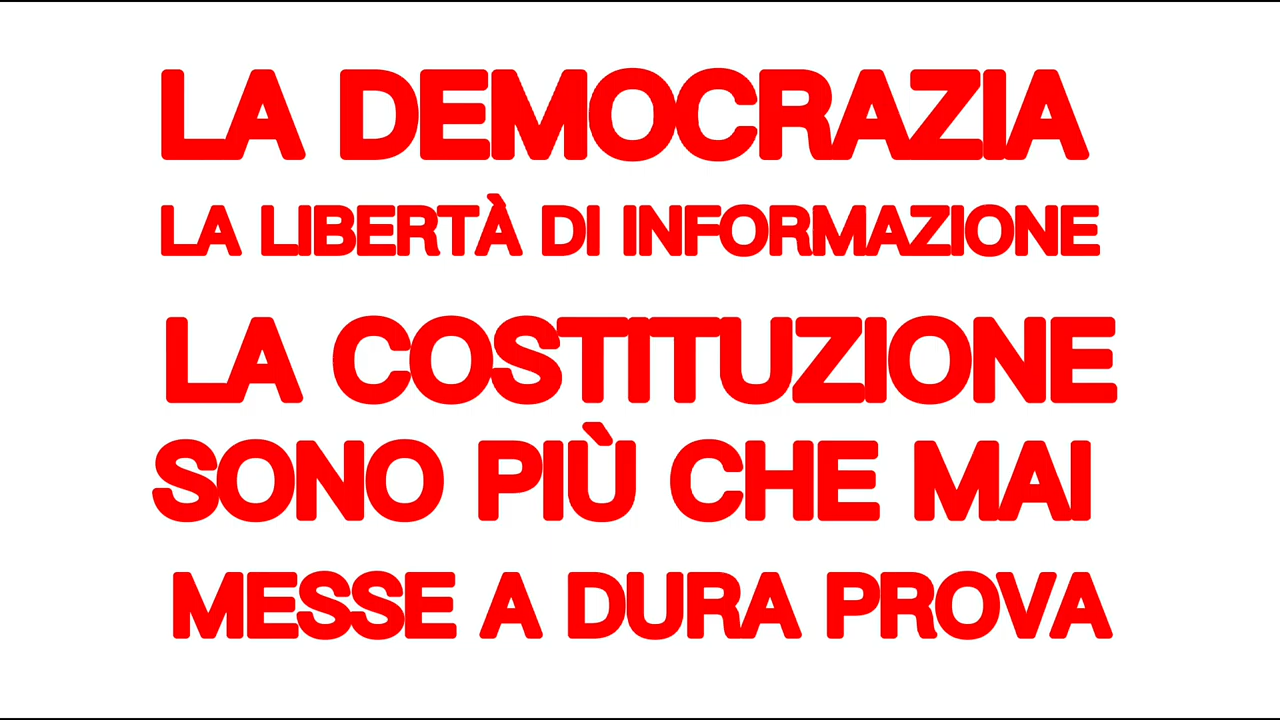 LA DEMOCRAZIA
LA LIBERTÀ DI INFORMAZIONE
LA COSTITUZIONE
SONO PIÙ CHE MAI
MESSE A DURA PROVA